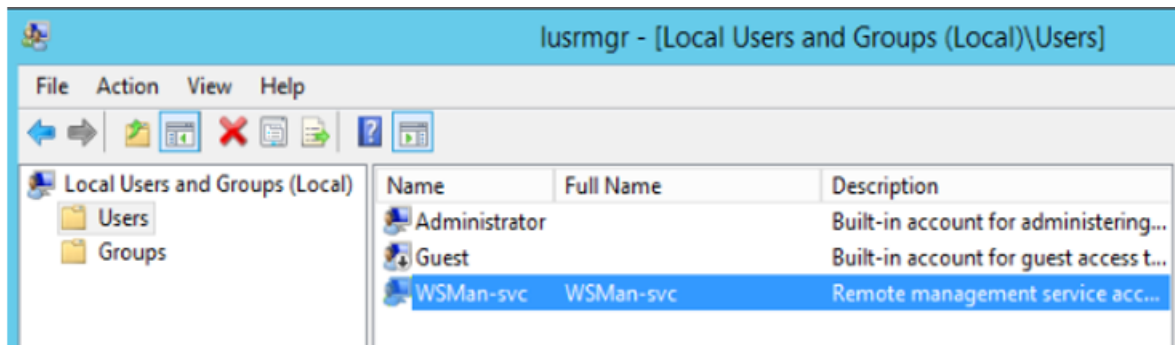 lusrmgr - [Local Users and Groups (Local)\Users]
File Action View Help
Local Users and Groups (Local)
Users
Groups
Name Full Name Description
Administrator Built-in account for administering...
Guest Built-in account for guest access t...
WSMan-svc WSMan-svc Remote management service acc...